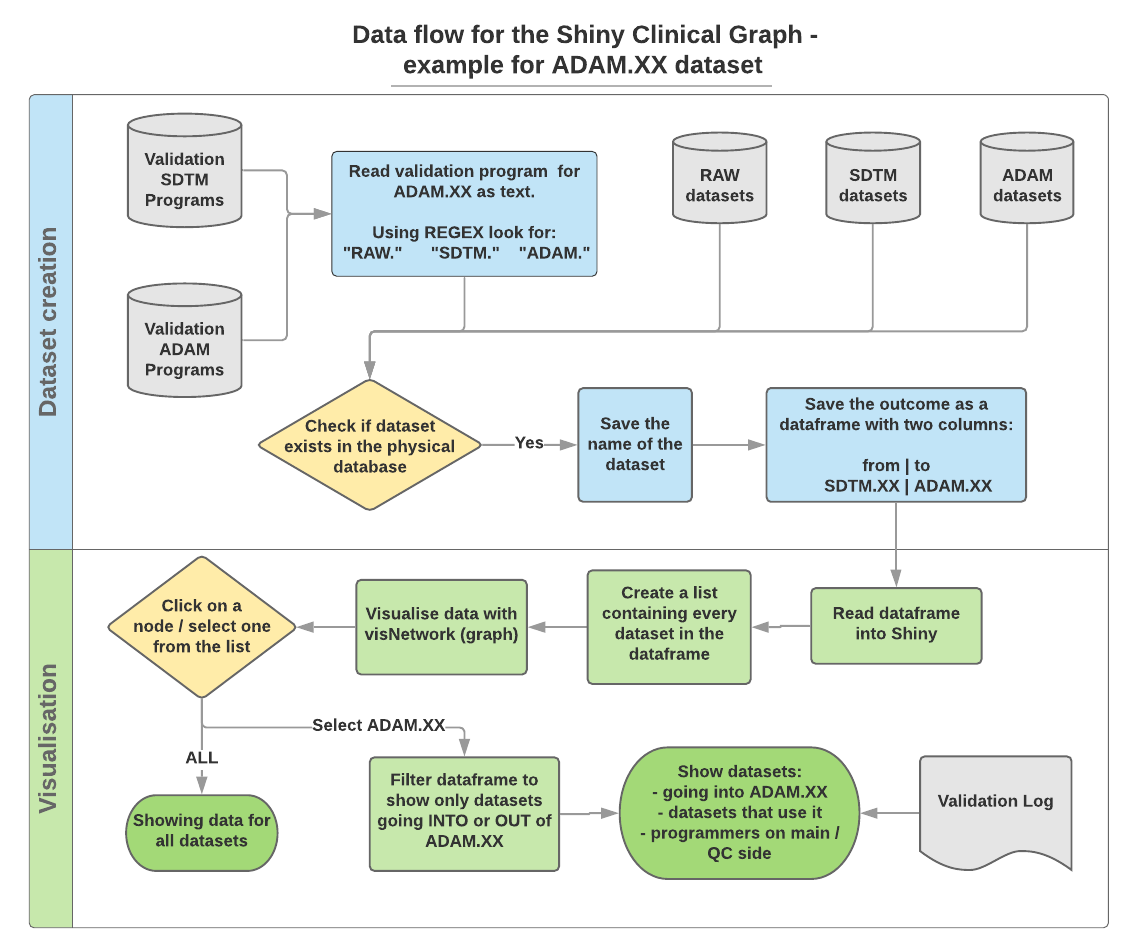 Data flow for the Shiny Clinical Graph -
example for ADAM.XX dataset
Dataset creation
Validation
SDTM
Programs
Validation
ADAM
Programs
Read validation program  for
ADAM.XX as text.
Using REGEX look for:
"RAW."      "SDTM."    "ADAM."
RAW
datasets
SDTM
datasets
ADAM
datasets
Check if dataset
exists in the physical
database
Yes
Save the
name of the
dataset
Save the outcome as a
dataframe with two columns:
from | to
SDTM.XX | ADAM.XX
Visualisation
Read dataframe
into Shiny
Create a list
containing every
dataset in the
dataframe
Visualise data with
visNetwork (graph)
Click on a
node / select one
from the list
Select ADAM.XX
ALL
Showing data for
all datasets
Filter dataframe to
show only datasets
going INTO or OUT of
ADAM.XX
Show datasets:
- going into ADAM.XX
- datasets that use it
- programmers on main /
QC side
Validation Log